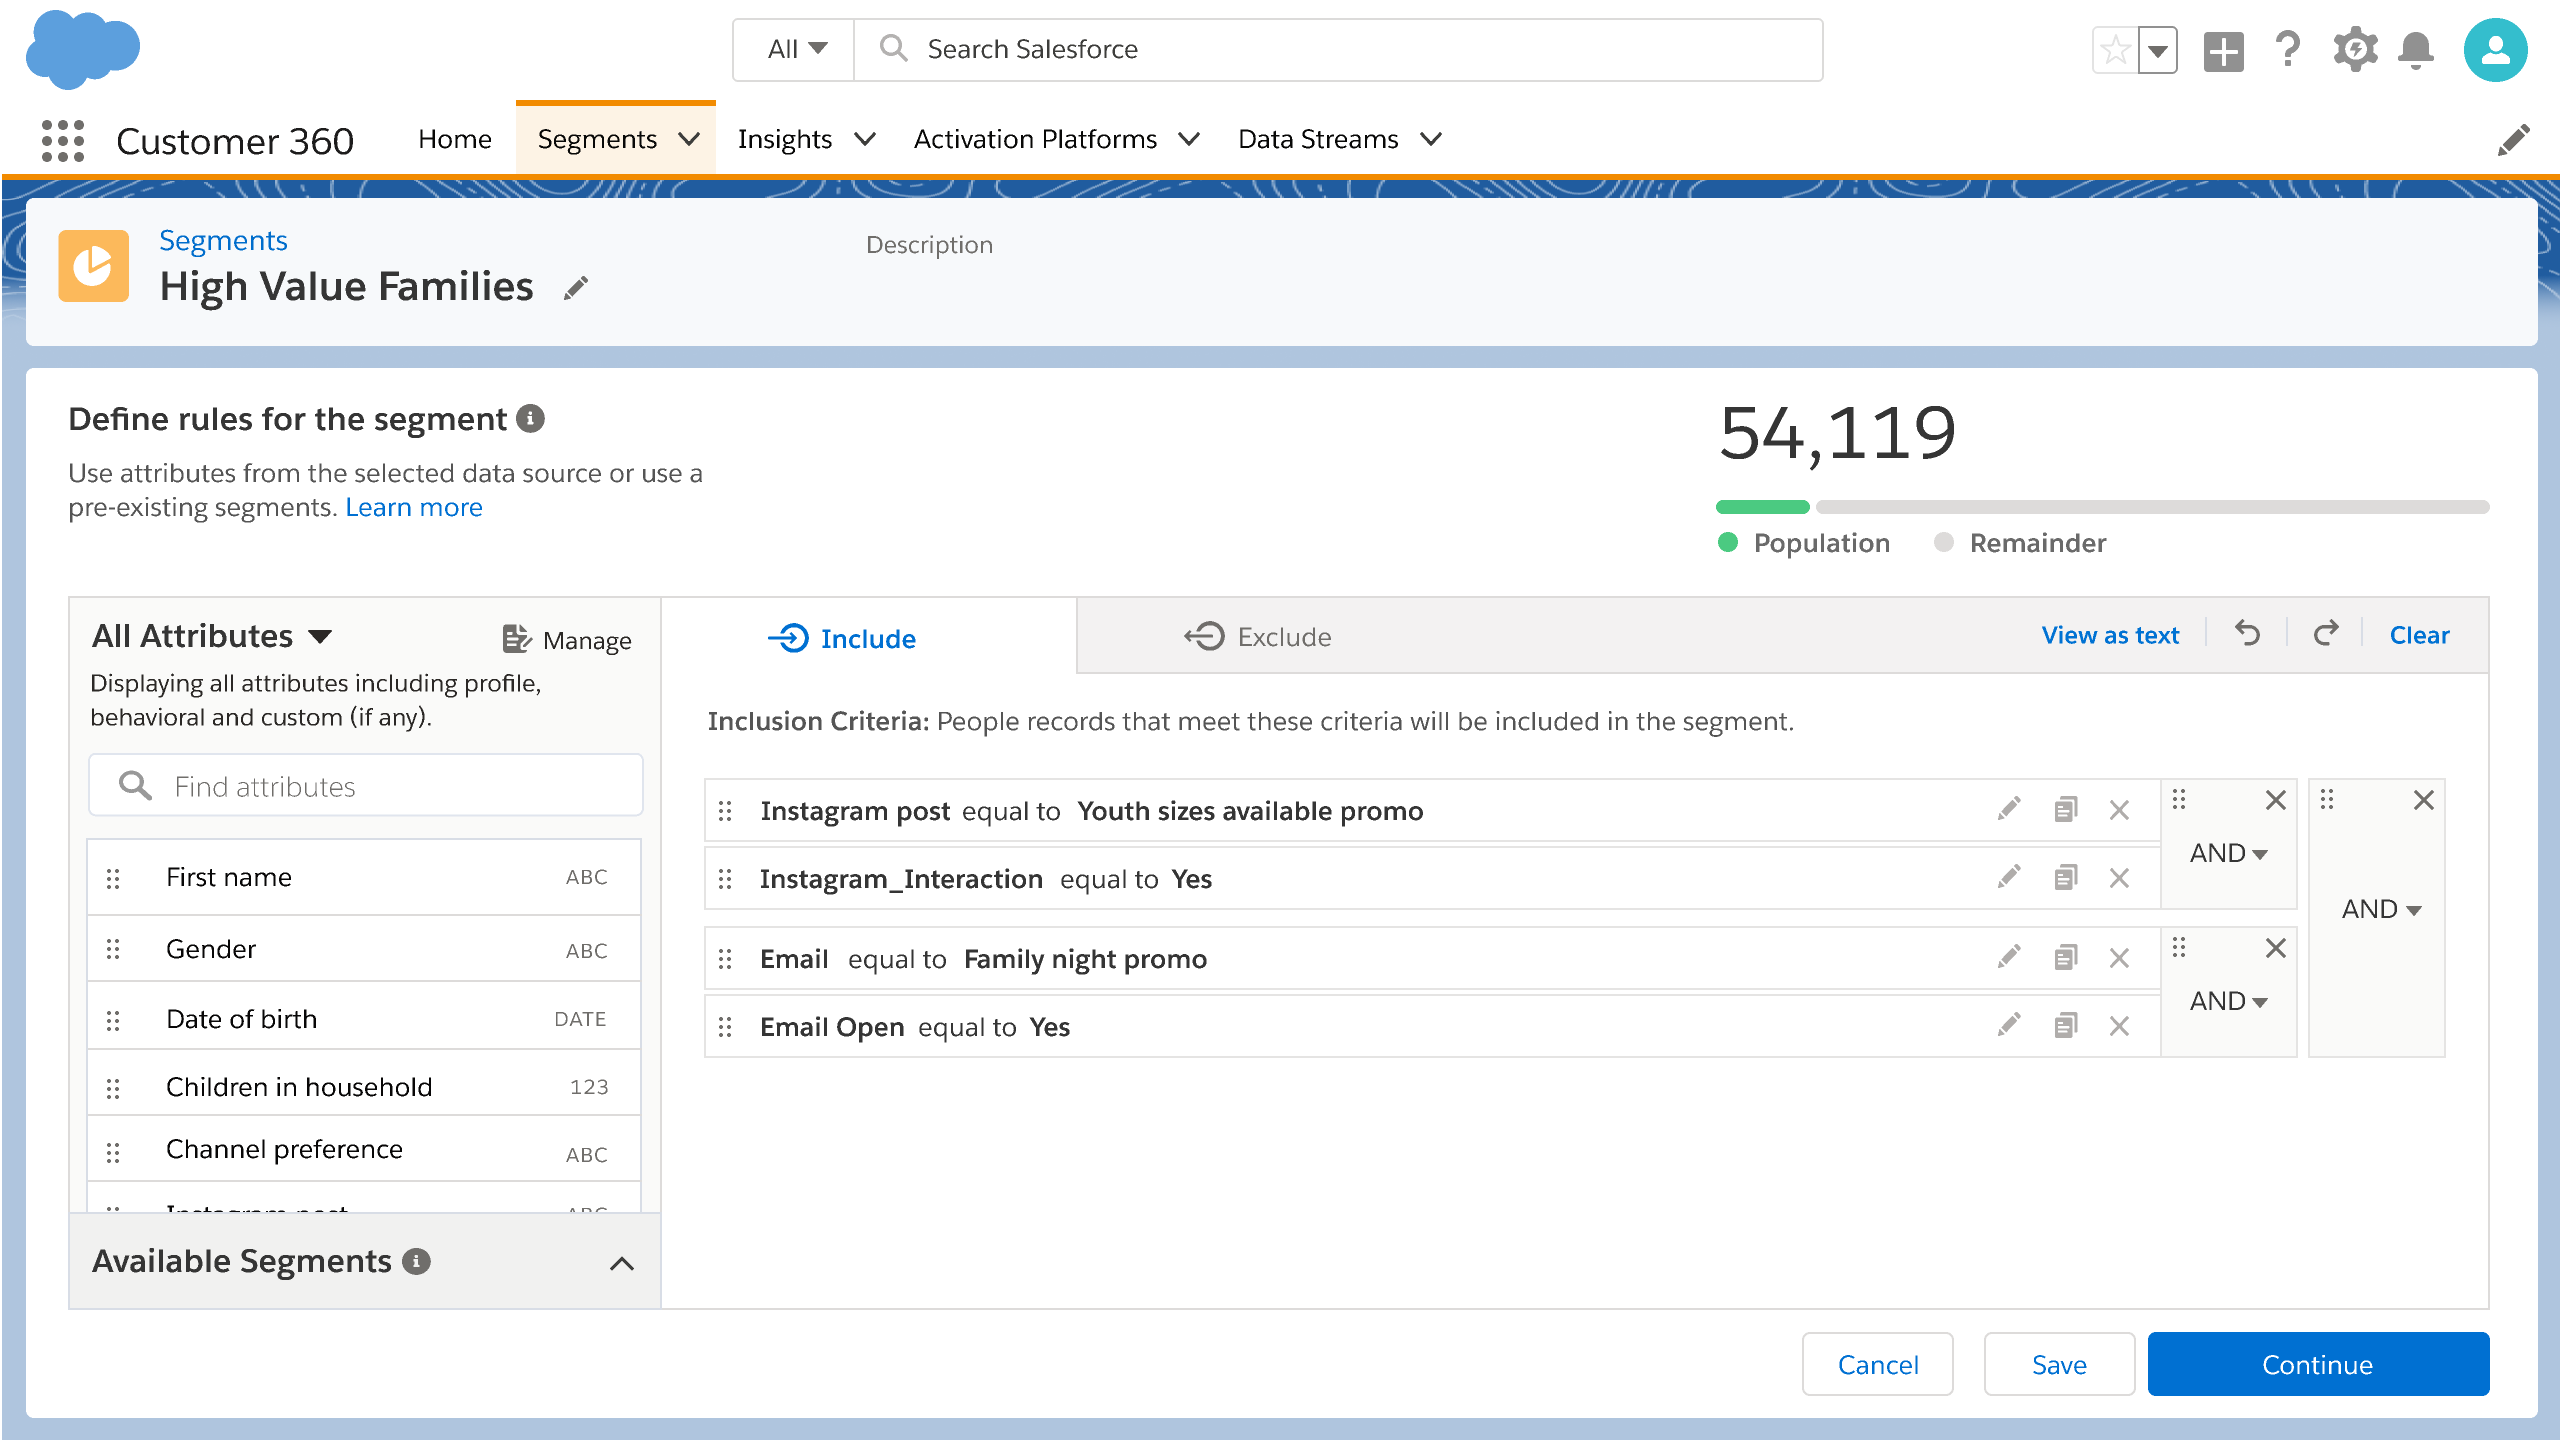 All
Search Salesforce
Customer 360
Home
Segments
Insights
Activation Platforms
Data Streams
Segments
High Value Families
Description
Define rules for the segment
Use attributes from the selected data source or use a
pre-existing segments. Learn more
54,119
Population
Remainder
All Attributes
Manage
Displaying all attributes including profile,
behavioral and custom (if any).
Find attributes
First name ABC
Gender ABC
Date of birth DATE
Children in household 123
Channel preference ABC
Instagram post ABC
Available Segments
Include
Exclude
View as text
Clear
Inclusion Criteria: People records that meet these criteria will be included in the segment.
Instagram post equal to Youth sizes available promo
Instagram_Interaction equal to Yes
AND
Email equal to Family night promo
Email Open equal to Yes
AND
AND
Cancel
Save
Continue